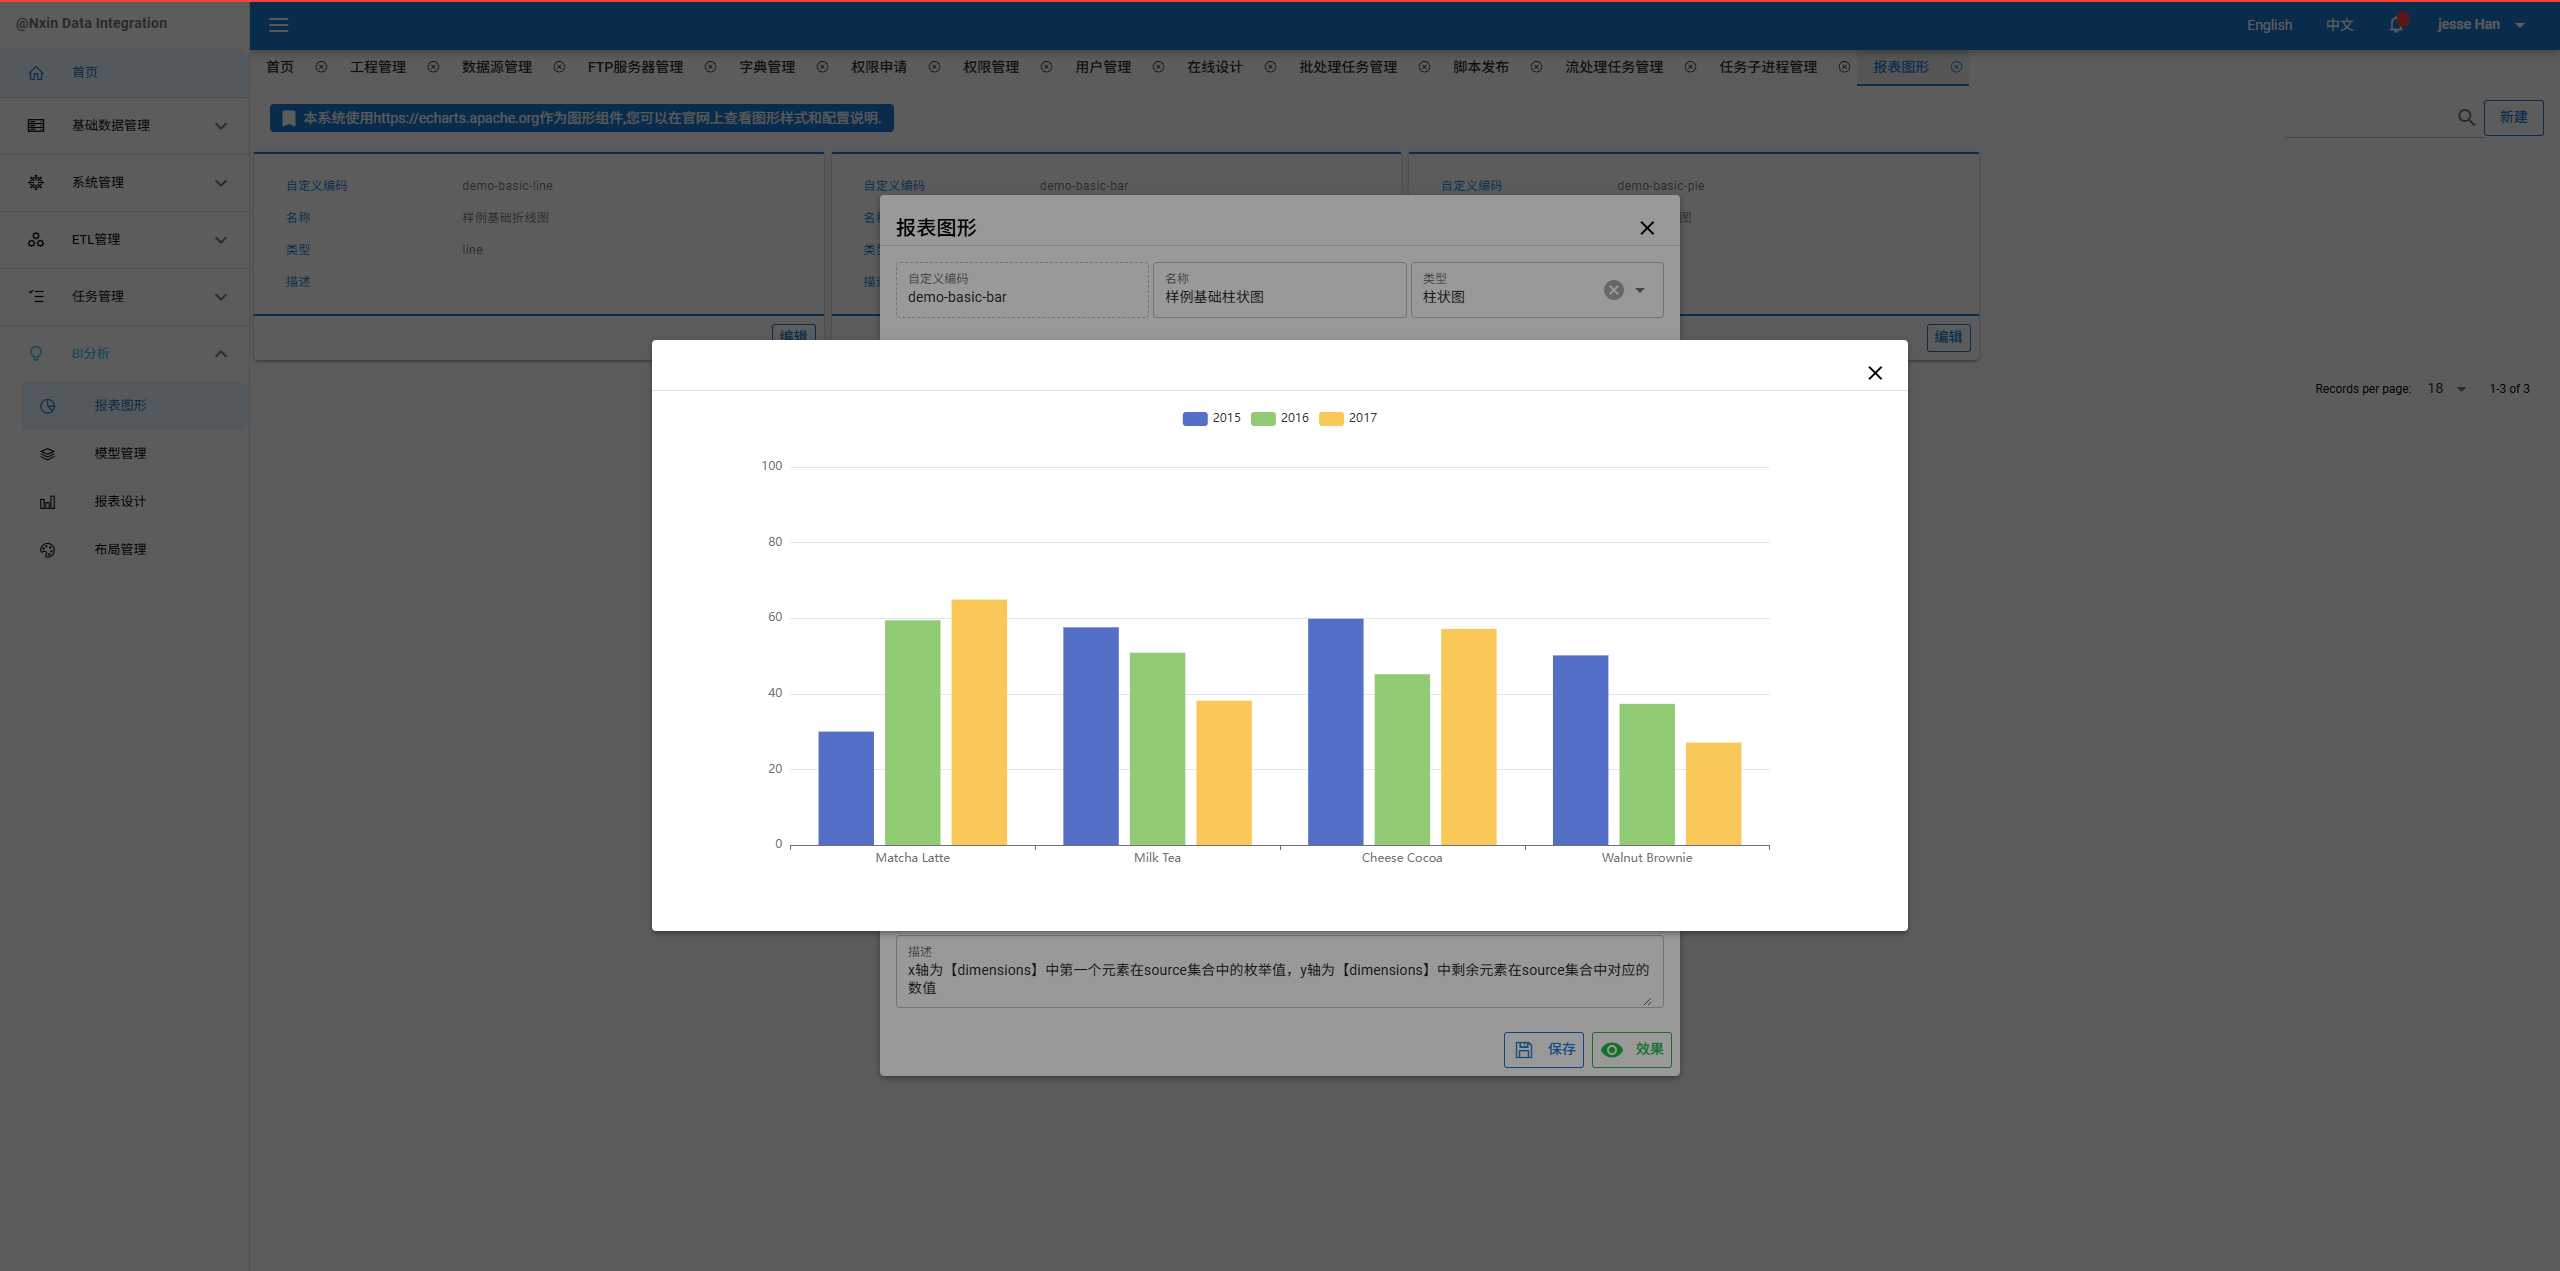 @Nxin Data Integration
English 中文 jesse Han
首页
基础数据管理
系统管理
ETL管理
任务管理
BI分析
报表图形
模型管理
报表设计
布局管理
首页 工程管理 数据源管理 FTP服务器管理 字典管理 权限申请 权限管理 用户管理 在线设计 批处理任务管理 脚本发布 流处理任务管理 任务子进程管理 报表图形
本系统使用https://echarts.apache.org作为图形组件,您可以在官网上查看图形样式和配置说明.
新建
自定义编码 demo-basic-line
名称 样例基础折线图
类型 line
描述
编辑
自定义编码 demo-basic-bar
自定义编码 demo-basic-pie
图
编辑
Records per page: 18 1-3 of 3
报表图形
自定义编码
demo-basic-bar
名称
样例基础柱状图
类型
柱状图
2015 2016 2017
100
80
60
40
20
0
Matcha Latte Milk Tea Cheese Cocoa Walnut Brownie
描述
x轴为【dimensions】中第一个元素在source集合中的枚举值，y轴为【dimensions】中剩余元素在source集合中对应的
数值
保存 效果